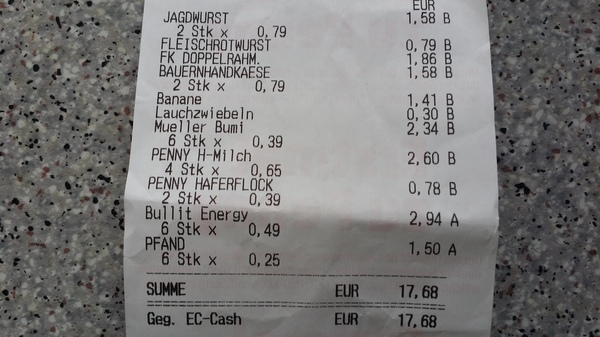 EUR
JAGDWURST 1,58 B
2 Stk x 0,79
FLEISCHROTWURST 0,79 B
FK DOPPELRAHM. 1,86 B
BAUERNHANDKAESE 1,58 B
2 Stk x 0,79
Banane 1,41 B
Lauchzwiebeln 0,30 B
Mueller Bumi 2,34 B
6 Stk x 0,39
PENNY H-Milch 2,60 B
4 Stk x 0,65
PENNY HAFERFLOCK 0,78 B
2 Stk x 0,39
Bullit Energy 2,94 A
6 Stk x 0,49
PFAND 1,50 A
6 Stk x 0,25
SUMME EUR 17,68
Geg. EC-Cash EUR 17,68